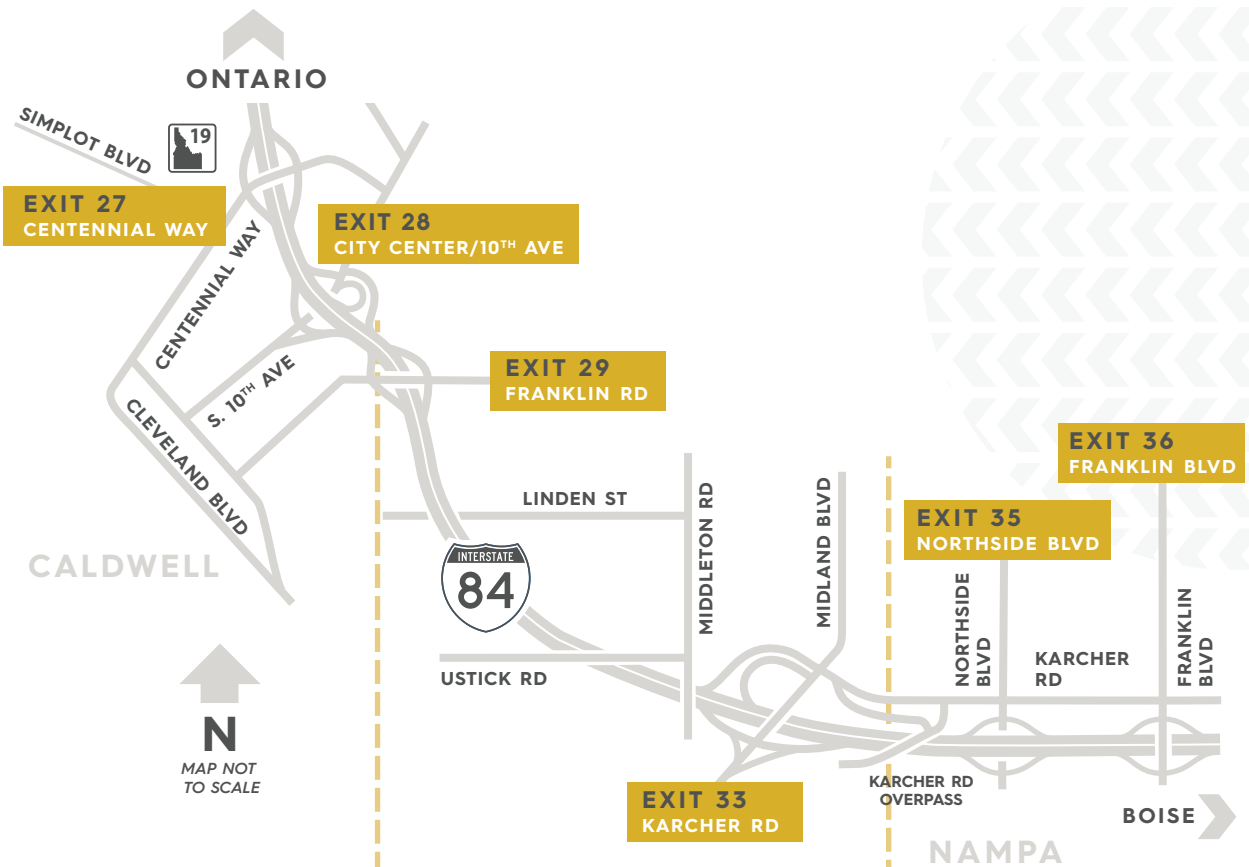 ONTARIO
SIMPLOT BLVD
19
EXIT 27
CENTENNIAL WAY
EXIT 28
CITY CENTER/10TH AVE
CENTENNIAL WAY
S. 10TH AVE
CLEVELAND BLVD
EXIT 29
FRANKLIN RD
CALDWELL
LINDEN ST
INTERSTATE
84
USTICK RD
MIDDLETON RD
MIDLAND BLVD
EXIT 36
FRANKLIN BLVD
EXIT 35
NORTHSIDE BLVD
NORTHSIDE
BLVD
KARCHER
RD
FRANKLIN
BLVD
N
MAP NOT
TO SCALE
EXIT 33
KARCHER RD
KARCHER RD
OVERPASS
BOISE
NAMPA